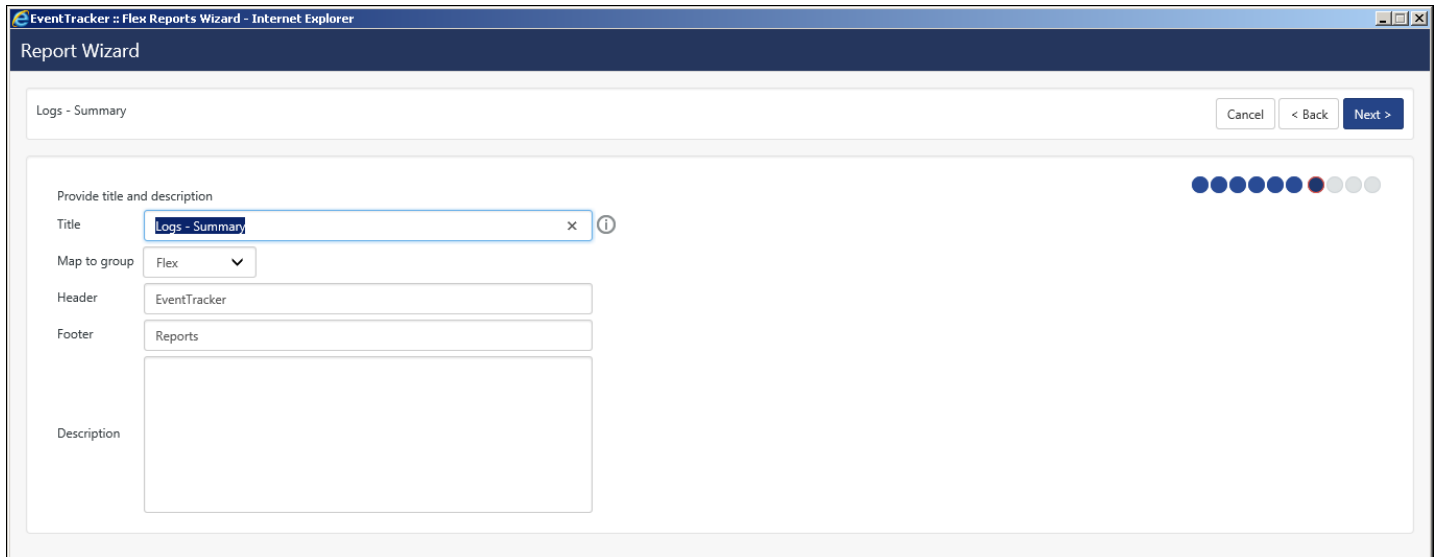 EventTracker :: Flex Reports Wizard - Internet Explorer
Report Wizard
Logs - Summary
Cancel
< Back
Next >
Provide title and description
Title
Logs - Summary
Map to group
Flex
Header
EventTracker
Footer
Reports
Description